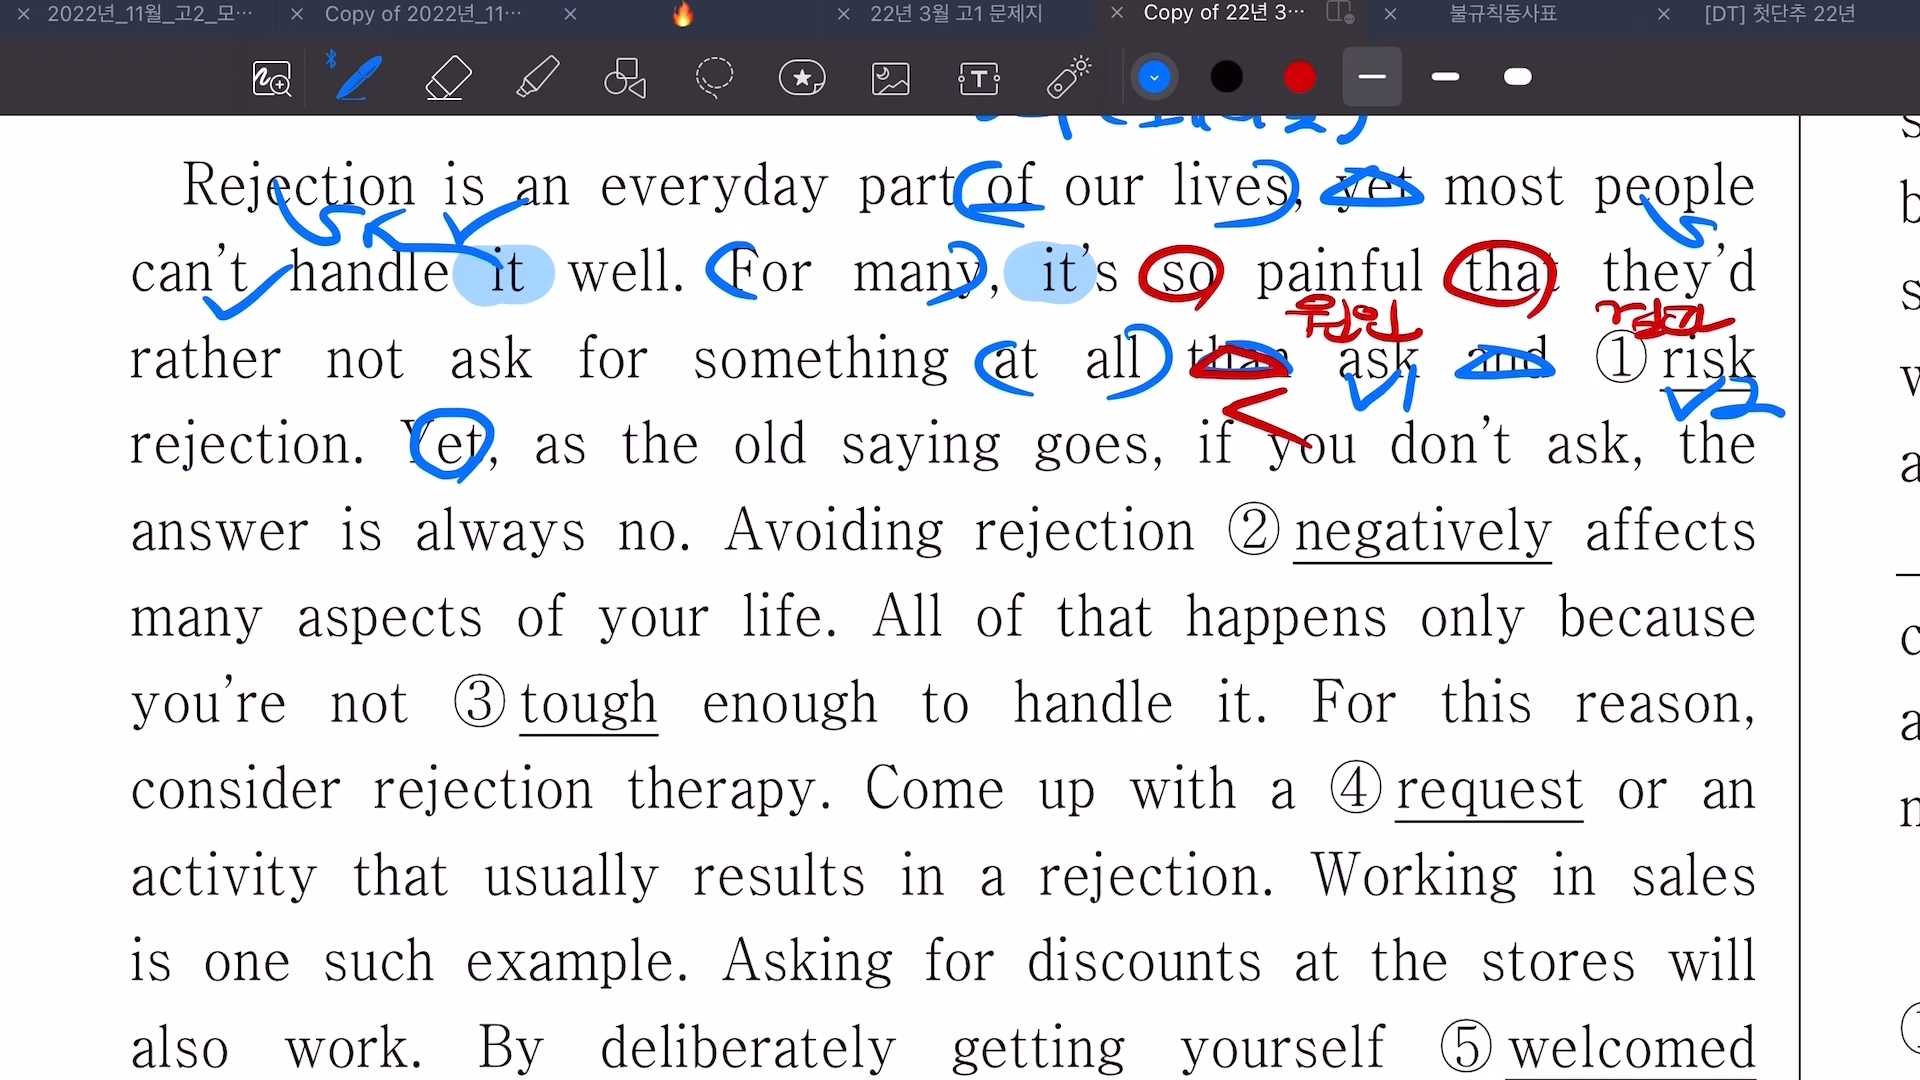 2022년_11월_고2_모…
Copy of 2022년_11…
22년 3월 고1 문제지
Copy of 22년 3…
불규칙동사표
[DT] 첫단추 22년
Rejection is an everyday part of our lives, yet most people
can't handle it well. For many, it's so painful that they'd
원인 결과
rather not ask for something at all than ask and ① risk
V1 V2
rejection. Yet, as the old saying goes, if you don't ask, the
answer is always no. Avoiding rejection ② negatively affects
many aspects of your life. All of that happens only because
you're not ③ tough enough to handle it. For this reason,
consider rejection therapy. Come up with a ④ request or an
activity that usually results in a rejection. Working in sales
is one such example. Asking for discounts at the stores will
also work. By deliberately getting yourself ⑤ welcomed